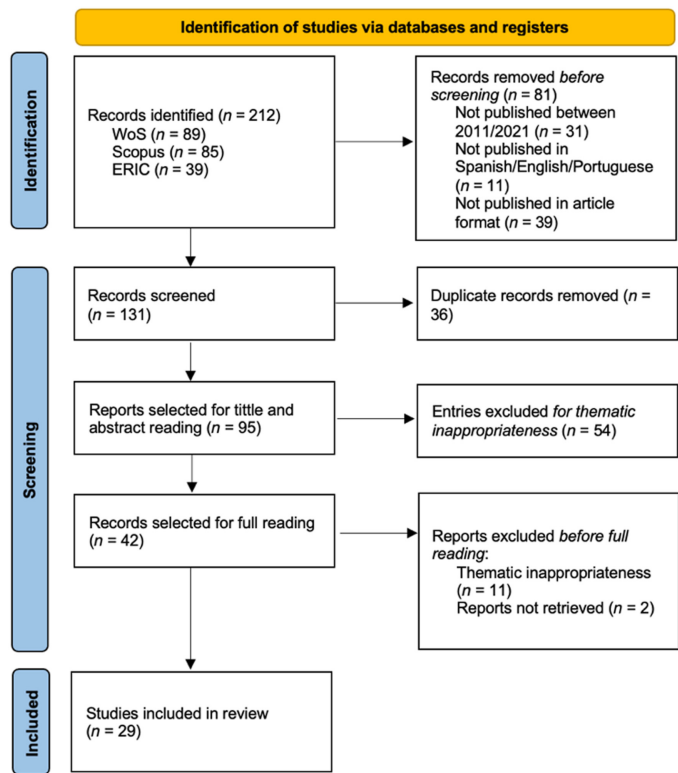 Identification of studies via databases and registers
Identification
Records identified (n = 212)
WoS (n = 89)
Scopus (n = 85)
ERIC (n = 39)
Records removed before
screening (n = 81)
Not published between
2011/2021 (n = 31)
Not published in
Spanish/English/Portuguese
(n = 11)
Not published in article
format (n = 39)
Screening
Records screened
(n = 131)
Duplicate records removed (n =
36)
Reports selected for tittle and
abstract reading (n = 95)
Entries excluded for thematic
inappropriateness (n = 54)
Records selected for full reading
(n = 42)
Reports excluded before full
reading:
Thematic inappropriateness
(n = 11)
Reports not retrieved (n = 2)
Included
Studies included in review
(n = 29)